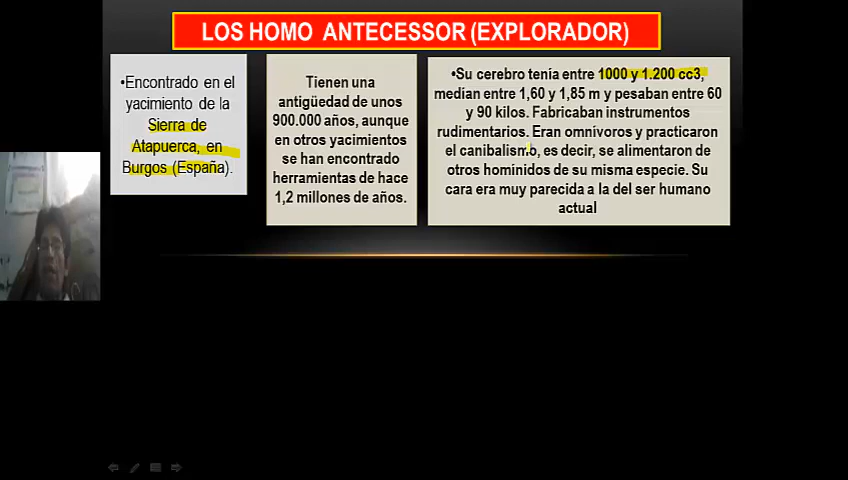 LOS HOMO ANTECESSOR (EXPLORADOR)
•Encontrado en el
yacimiento de la
Sierra de
Atapuerca, en
Burgos (España).
Tienen una
antigüedad de unos
900.000 años, aunque
en otros yacimientos
se han encontrado
herramientas de hace
1,2 millones de años.
•Su cerebro tenía entre 1000 y 1.200 cc3,
medían entre 1,60 y 1,85 m y pesaban entre 60
y 90 kilos. Fabricaban instrumentos
rudimentarios. Eran omnívoros y practicaron
el canibalismo, es decir, se alimentaron de
otros homínidos de su misma especie. Su
cara era muy parecida a la del ser humano
actual